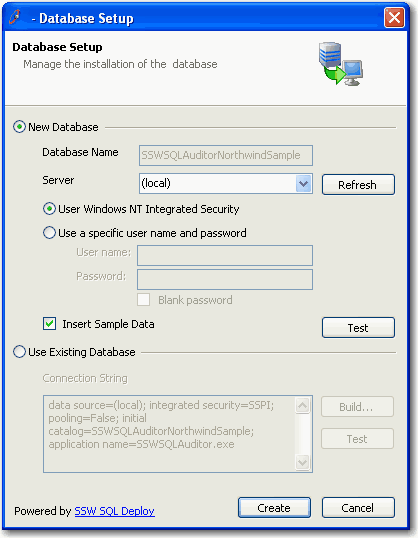 - Database Setup
Database Setup
Manage the installation of the database
New Database
Database Name
SSWSQLAuditorNorthwindSample
Server
(local)
Refresh
User Windows NT Integrated Security
Use a specific user name and password
User name:
Password:
Blank password
Insert Sample Data
Test
Use Existing Database
Connection String
data source=(local); integrated security=SSPI;
pooling=False; initial
catalog=SSWSQLAuditorNorthwindSample;
application name=SSWSQLAuditor.exe
Build...
Test
Powered by SSW SQL Deploy
Create
Cancel